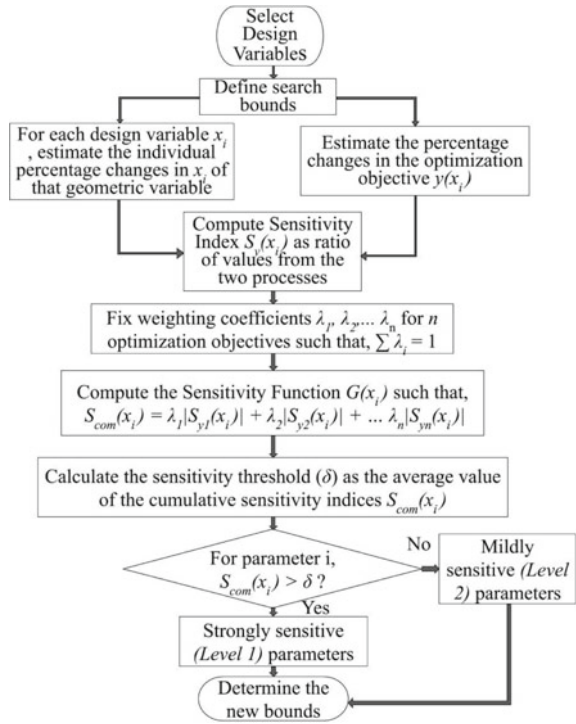 Select
Design
Variables
Define search
bounds
For each design variable x_i
, estimate the individual
percentage changes in x_i of
that geometric variable
Estimate the percentage
changes in the optimization
objective y(x_i)
Compute Sensitivity
Index S_y(x_i) as ratio
of values from the
two processes
Fix weighting coefficients λ_1, λ_2,... λ_n for n
optimization objectives such that, ∑ λ_i = 1
Compute the Sensitivity Function G(x_i) such that,
S_com(x_i) = λ_1|S_y1(x_i)| + λ_2|S_y2(x_i)| + ... λ_n|S_yn(x_i)|
Calculate the sensitivity threshold (δ) as the average value
of the cumulative sensitivity indices S_com(x_i)
For parameter i,
S_com(x_i) > δ ?
No
Mildly
sensitive (Level
2) parameters
Yes
Strongly sensitive
(Level 1) parameters
Determine the
new bounds